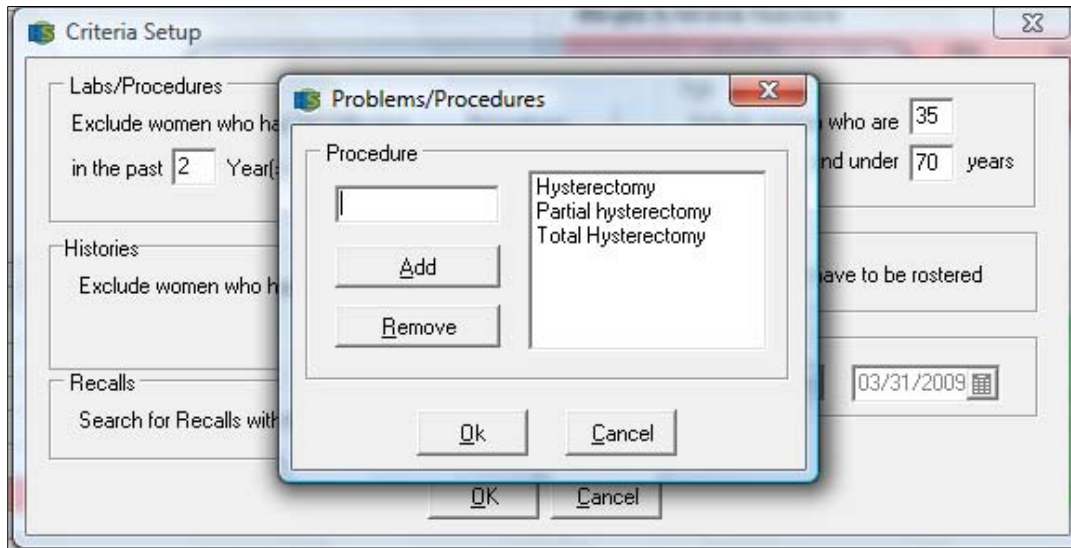 Criteria Setup
Labs/Procedures
Exclude women who ha
in the past 2 Year(s
who are 35
nd under 70 years
Histories
Exclude women who h
ave to be rostered
Recalls
Search for Recalls with
03/31/2009
OK
Cancel
Problems/Procedures
Procedure
Add
Remove
Hysterectomy
Partial hysterectomy
Total Hysterectomy
Ok
Cancel